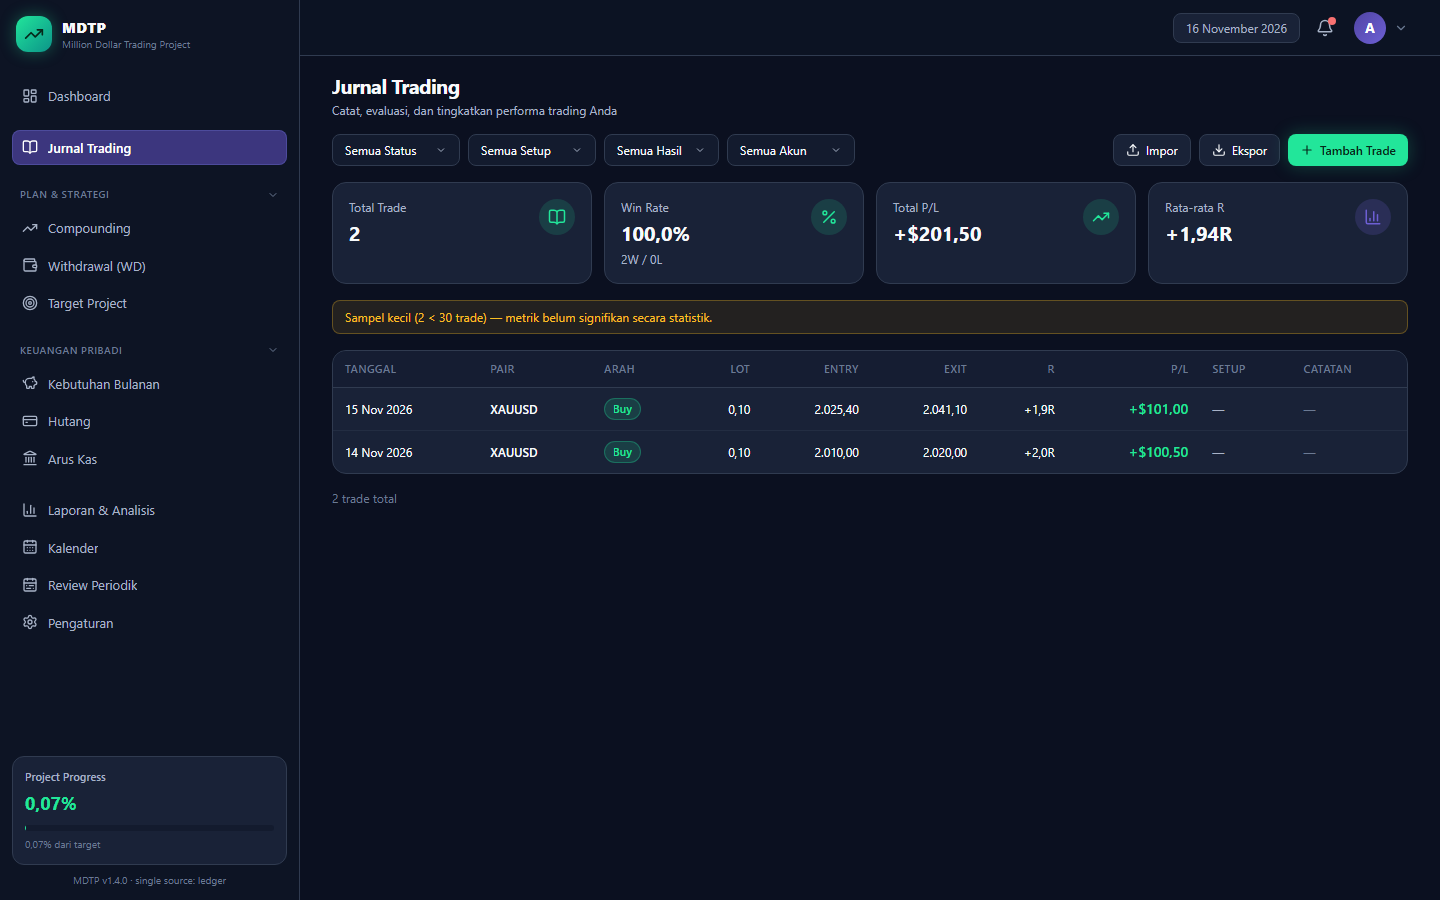 MDTP
Million Dollar Trading Project
16 November 2026
A
Dashboard
Jurnal Trading
PLAN & STRATEGI
Compounding
Withdrawal (WD)
Target Project
KEUANGAN PRIBADI
Kebutuhan Bulanan
Hutang
Arus Kas
Laporan & Analisis
Kalender
Review Periodik
Pengaturan
Project Progress
0,07%
0,07% dari target
MDTP v1.4.0 · single source: ledger
Jurnal Trading
Catat, evaluasi, dan tingkatkan performa trading Anda
Semua Status Semua Setup Semua Hasil Semua Akun Impor Ekspor + Tambah Trade
Total Trade
2
Win Rate
100,0%
2W / 0L
Total P/L
+$201,50
Rata-rata R
+1,94R
Sampel kecil (2 < 30 trade) — metrik belum signifikan secara statistik.
TANGGAL PAIR ARAH LOT ENTRY EXIT R P/L SETUP CATATAN
15 Nov 2026 XAUUSD Buy 0,10 2.025,40 2.041,10 +1,9R +$101,00 — —
14 Nov 2026 XAUUSD Buy 0,10 2.010,00 2.020,00 +2,0R +$100,50 — —
2 trade total